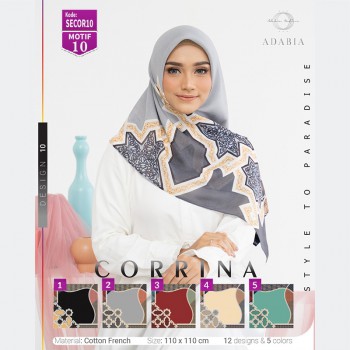 Kode:
SECOR10
MOTIF
10
ADABIA
DESIGN 10
STYLE TO PARADISE
CORRINA
1 2 3 4 5
Material: Cotton French Size: 110 x 110 cm 12 designs & 5 colors